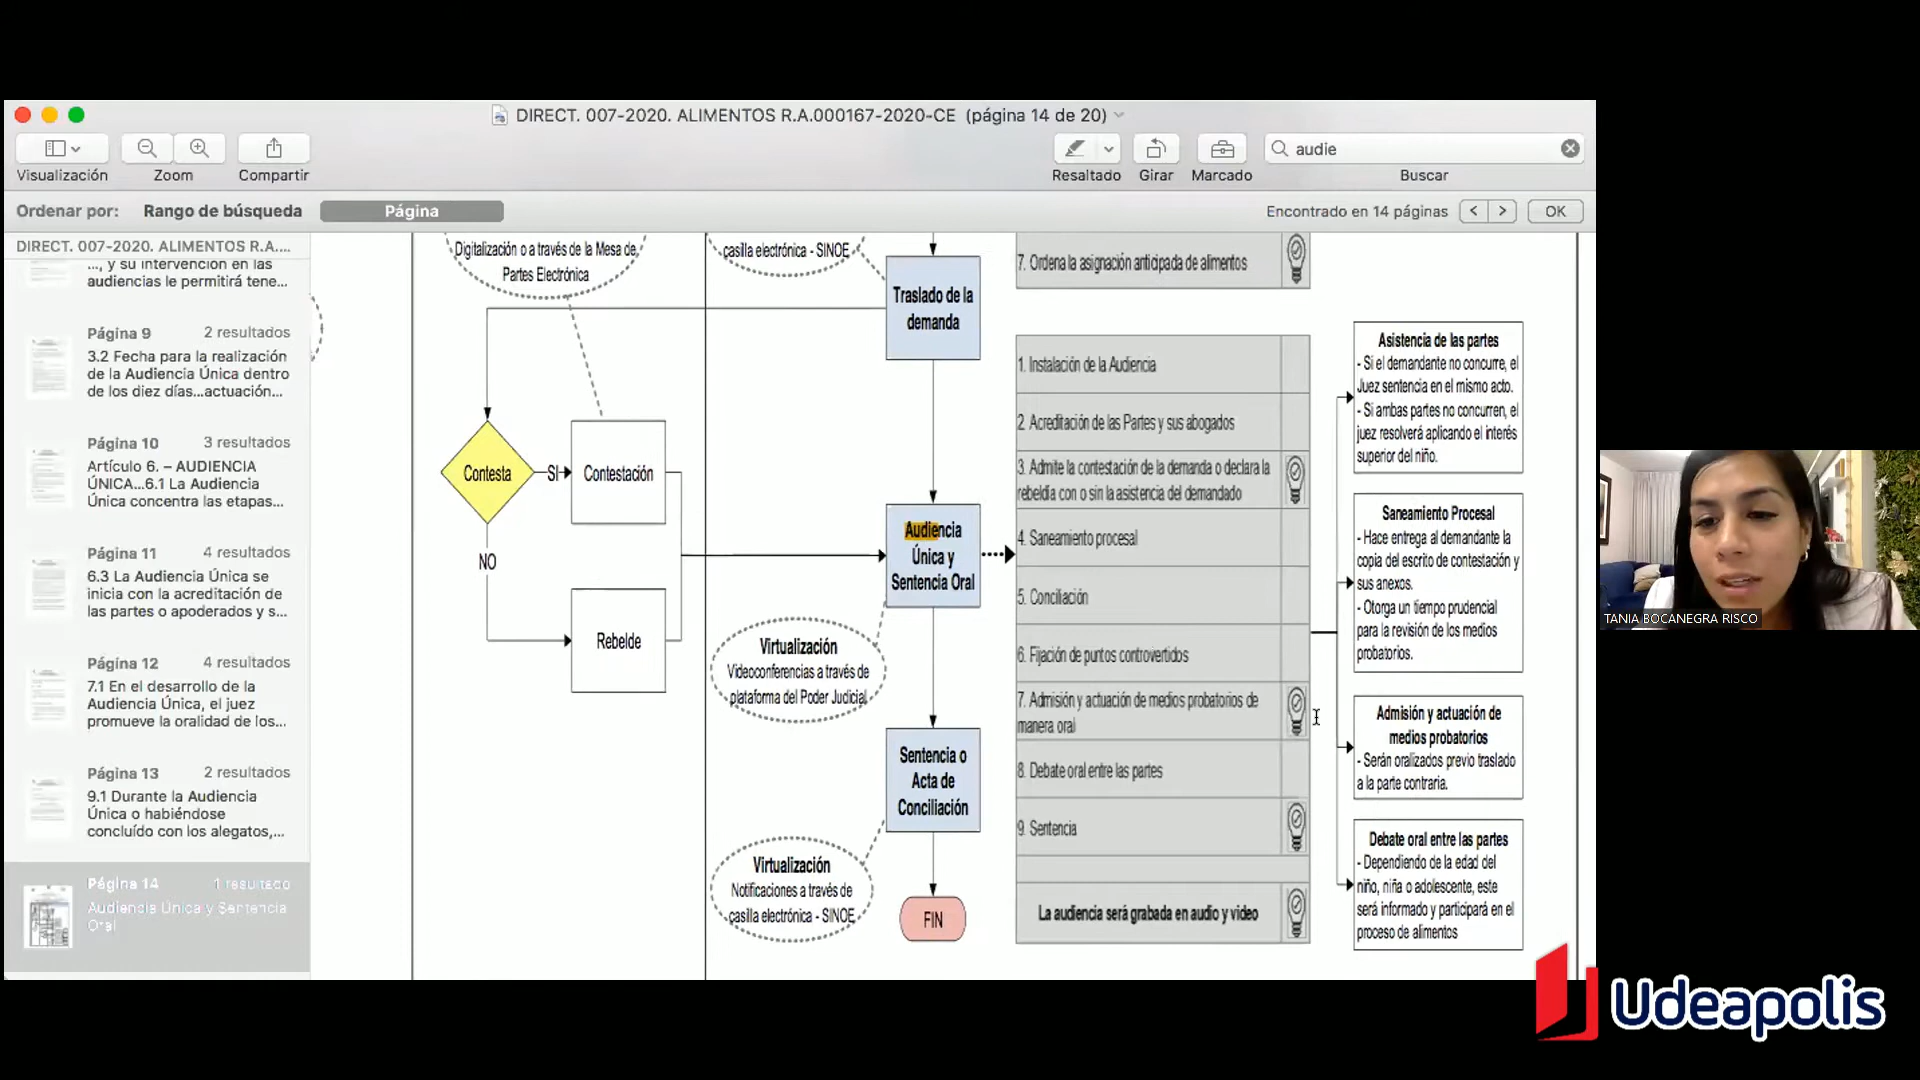 DIRECT. 007-2020. ALIMENTOS R.A.000167-2020-CE (página 14 de 20)
Visualización
Zoom
Compartir
Resaltado
Girar
Marcado
audie
Buscar
Ordenar por:
Rango de búsqueda
Página
Encontrado en 14 páginas
OK
DIRECT. 007-2020. ALIMENTOS R.A....
..., y su intervención en las
audiencias le permitirá tene...
Página 9 2 resultados
3.2 Fecha para la realización
de la Audiencia Única dentro
de los diez días...actuación...
Página 10 3 resultados
Artículo 6. – AUDIENCIA
ÚNICA...6.1 La Audiencia
Única concentra las etapas...
Página 11 4 resultados
6.3 La Audiencia Única se
inicia con la acreditación de
las partes o apoderados y s...
Página 12 4 resultados
7.1 En el desarrollo de la
Audiencia Única, el juez
promueve la oralidad de los...
Página 13 2 resultados
9.1 Durante la Audiencia
Única o habiéndose
concluído con los alegatos,...
Página 14 1 resultado
Audiencia Única y Sentencia
Oral
Digitalización o a través de la Mesa de
Partes Electrónica
casilla electrónica - SINOE
Traslado de la
demanda
Contesta
SI
Contestación
NO
Rebelde
Audiencia
Única y
Sentencia Oral
Virtualización
Videoconferencias a través de
plataforma del Poder Judicial
Sentencia o
Acta de
Conciliación
Virtualización
Notificaciones a través de
casilla electrónica - SINOE
FIN
7. Ordena la asignación anticipada de alimentos
1. Instalación de la Audiencia
2. Acreditación de las Partes y sus abogados
3. Admite la contestación de la demanda o declara la
rebeldía con o sin la asistencia del demandado
4. Saneamiento procesal
5. Conciliación
6. Fijación de puntos controvertidos
7. Admisión y actuación de medios probatorios de
manera oral
8. Debate oral entre las partes
9. Sentencia
La audiencia será grabada en audio y video
Asistencia de las partes
- Si el demandante no concurre, el
Juez sentencia en el mismo acto.
- Si ambas partes no concurren, el
juez resolverá aplicando el interés
superior del niño.
Saneamiento Procesal
- Hace entrega al demandante la
copia del escrito de contestación y
sus anexos.
- Otorga un tiempo prudencial
para la revisión de los medios
probatorios.
Admisión y actuación de
medios probatorios
- Serán oralizados previo traslado
a la parte contraria.
Debate oral entre las partes
- Dependiendo de la edad del
niño, niña o adolescente, este
será informado y participará en el
proceso de alimentos
TANIA BOCANEGRA RISCO
Udeapolis